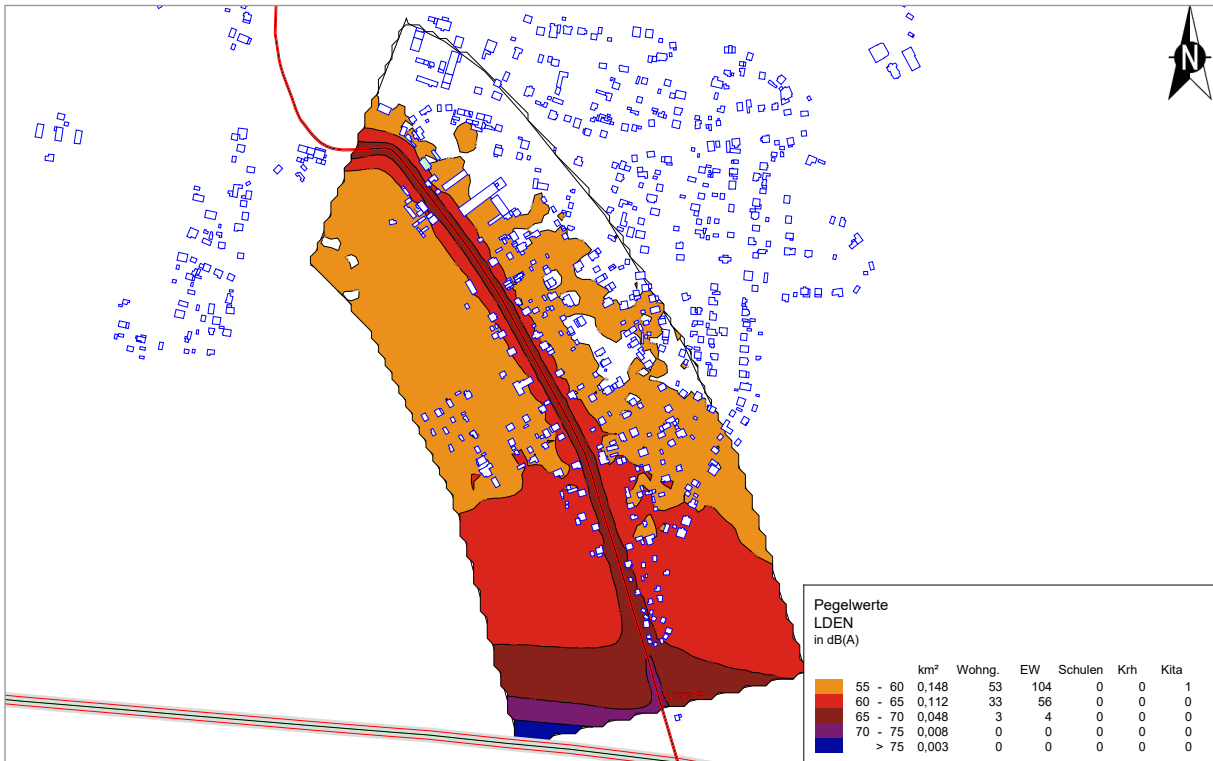 N
Pegelwerte
LDEN
in dB(A)
km² Wohng. EW Schulen Krh Kita
55 - 60 0,148 53 104 0 0 1
60 - 65 0,112 33 56 0 0 0
65 - 70 0,048 3 4 0 0 0
70 - 75 0,008 0 0 0 0 0
> 75 0,003 0 0 0 0 0